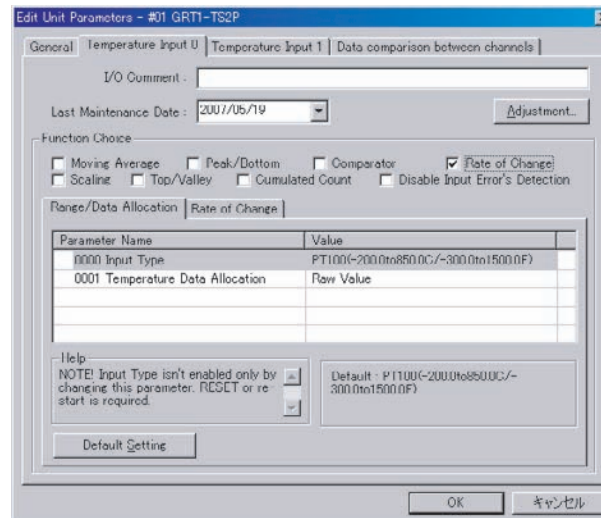 Edit Unit Parameters - #01 GRT1-TS2P
General Temperature Input 0 Temperature Input 1 Data comparison between channels
I/O Comment :
Last Maintenance Date : 2007/05/19 Adjustment...
Function Choice
Moving Average Peak/Bottom Comparator Rate of Change
Scaling Top/Valley Cumulated Count Disable Input Error's Detection
Range/Data Allocation Rate of Change
Parameter Name Value
0000 Input Type PT100(-200.0to850.0C/-300.0to1500.0F)
0001 Temperature Data Allocation Raw Value
Help
NOTE! Input Type isn't enabled only by
changing this parameter. RESET or re-
start is required.
Default : PT100(-200.0to850.0C/-
300.0to1500.0F)
Default Setting
OK キャンセル